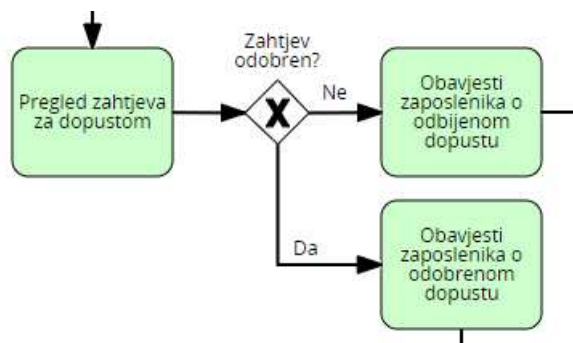 Zahtjev
odobren?
Pregled zahtjeva
za dopustom
X
Ne
Obavjesti
zaposlenika o
odbijenom
dopustu
Da
Obavjesti
zaposlenika o
odobrenom
dopustu